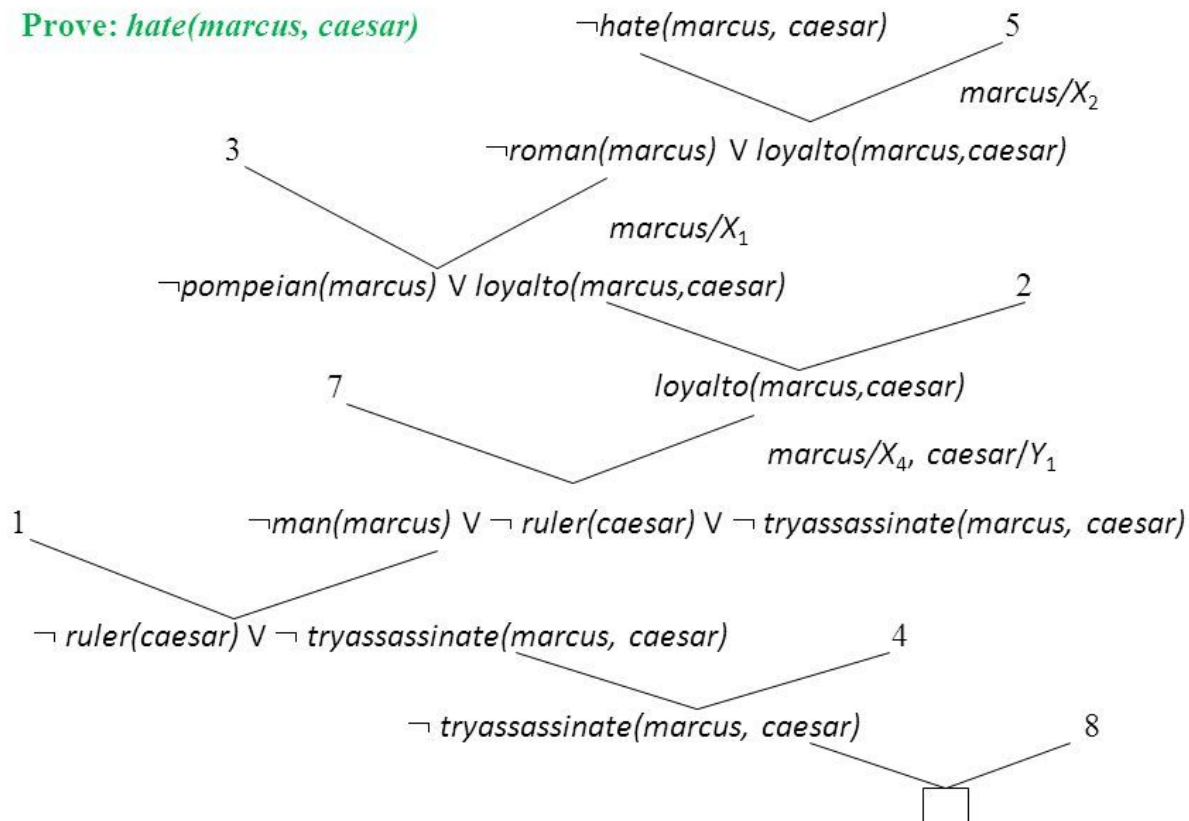 Prove: hate(marcus, caesar)
¬hate(marcus, caesar) 5
marcus/X₂
3 ¬roman(marcus) V loyalto(marcus,caesar)
marcus/X₁
¬pompeian(marcus) V loyalto(marcus,caesar) 2
7 loyalto(marcus,caesar)
marcus/X₄, caesar/Y₁
1 ¬man(marcus) V ¬ ruler(caesar) V ¬ tryassassinate(marcus, caesar)
¬ ruler(caesar) V ¬ tryassassinate(marcus, caesar) 4
¬ tryassassinate(marcus, caesar) 8